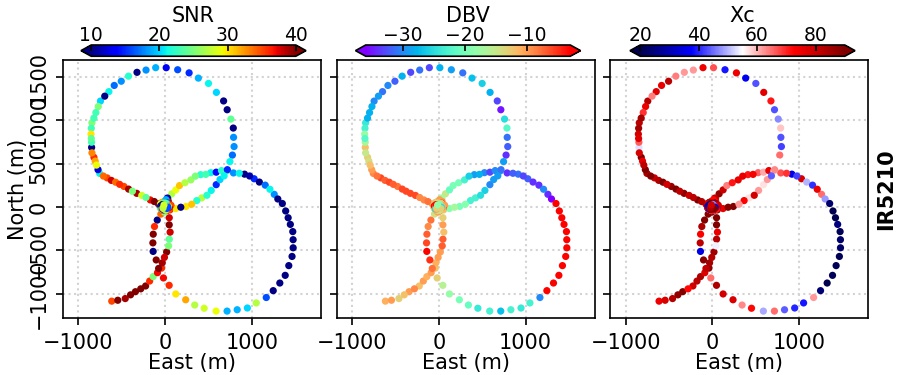 SNR DBV Xc
10 20 30 40 −30 −20 −10 20 40 60 80
1500
1000
500
0
−500
−1000
North (m)
−1000 0 1000 −1000 0 1000 −1000 0 1000
East (m) East (m) East (m)
IR5210